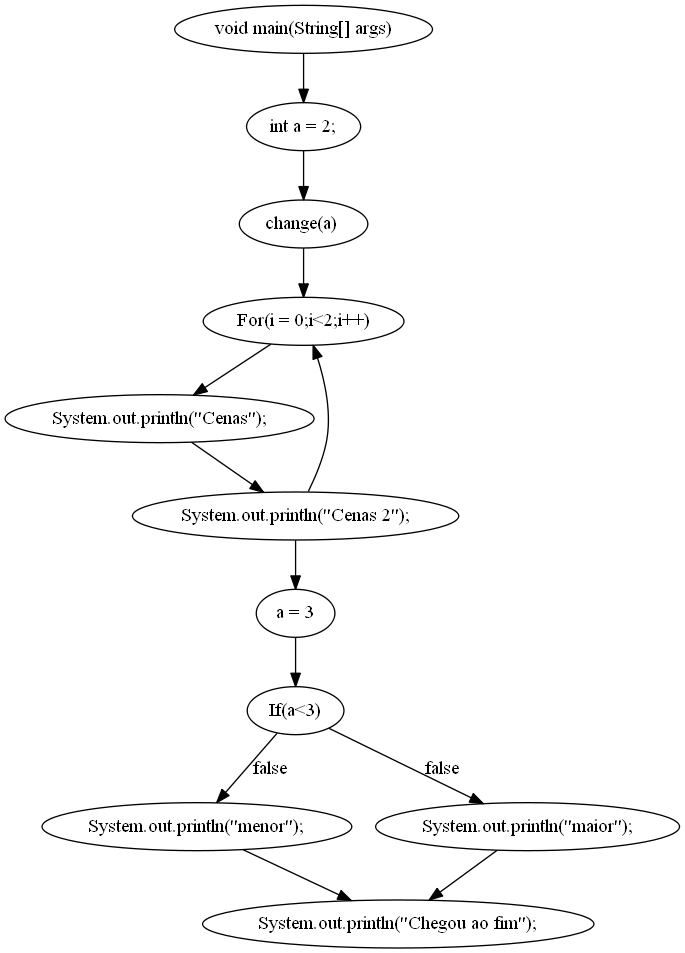 void main(String[] args)
int a = 2;
change(a)
For(i = 0;i<2;i++)
System.out.println("Cenas");
System.out.println("Cenas 2");
a = 3
If(a<3)
false
false
System.out.println("menor");
System.out.println("maior");
System.out.println("Chegou ao fim");